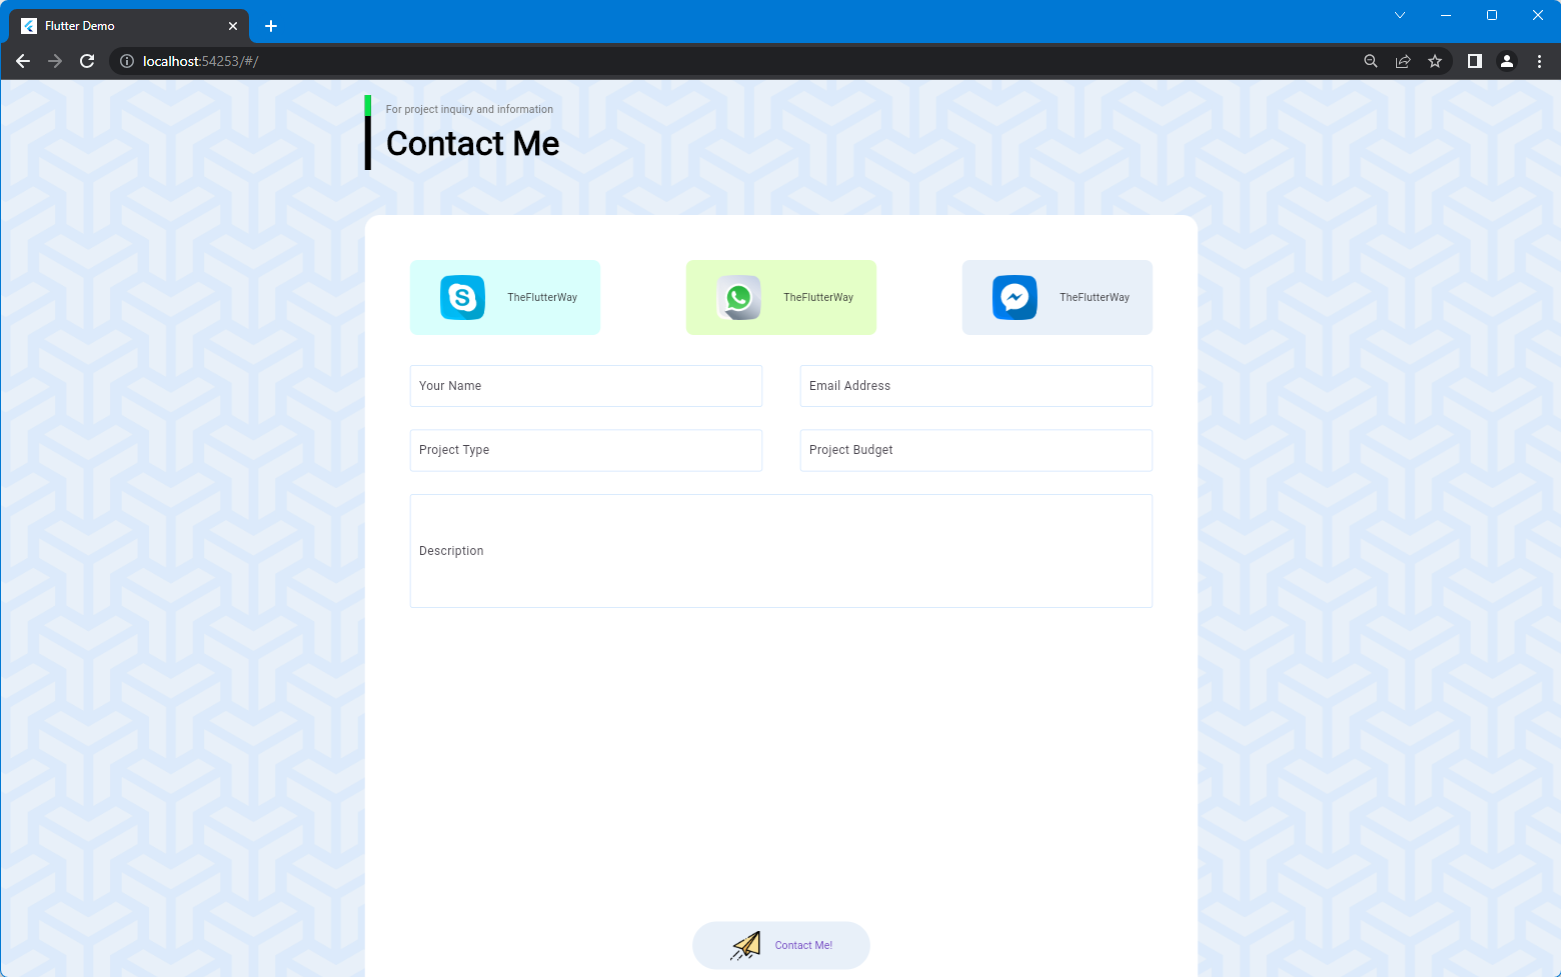 Flutter Demo
localhost:54253/#/
For project inquiry and information
Contact Me
TheFlutterWay
TheFlutterWay
TheFlutterWay
Your Name
Email Address
Project Type
Project Budget
Description
Contact Me!